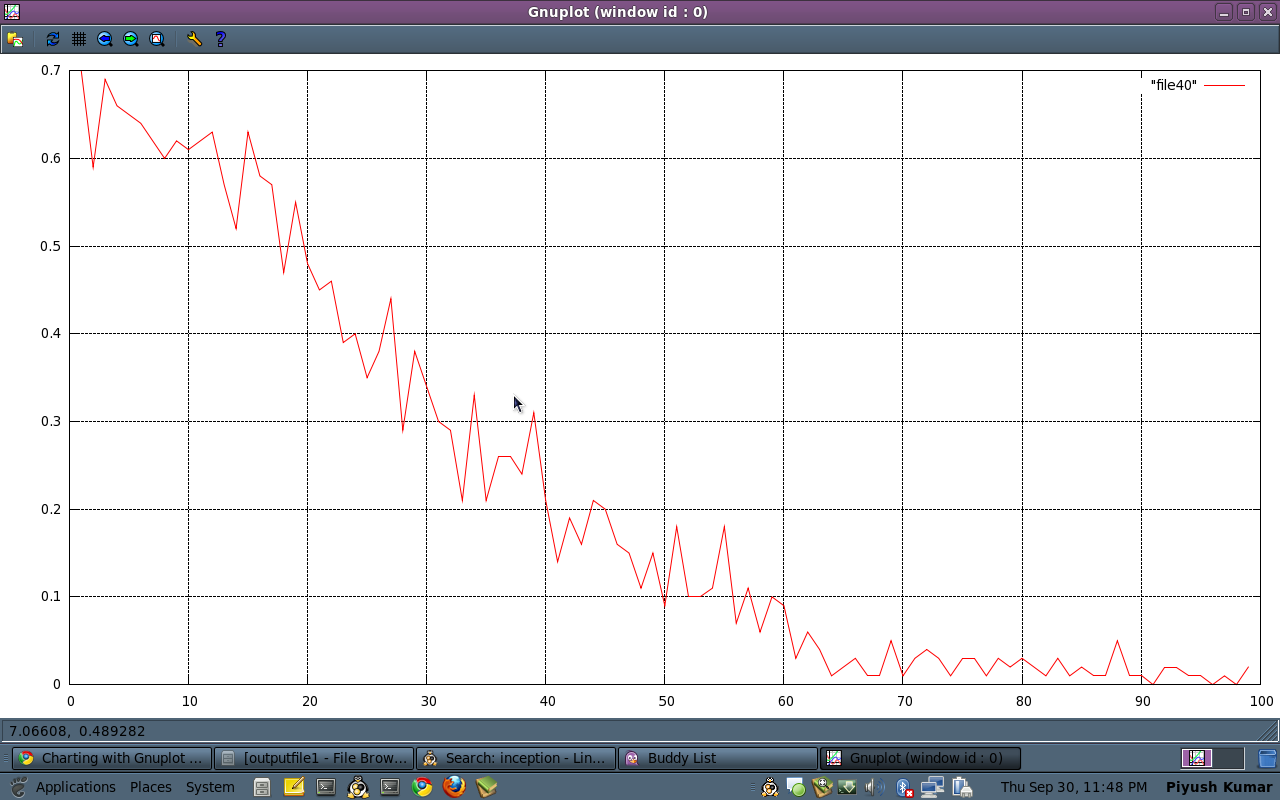 Gnuplot (window id : 0)
"file40"
0.7
0.6
0.5
0.4
0.3
0.2
0.1
0
0 10 20 30 40 50 60 70 80 90 100
7.06608, 0.489282
Charting with Gnuplot ... [outputfile1 - File Brow... Search: inception - Lin... Buddy List Gnuplot (window id : 0)
Applications Places System Thu Sep 30, 11:48 PM Piyush Kumar